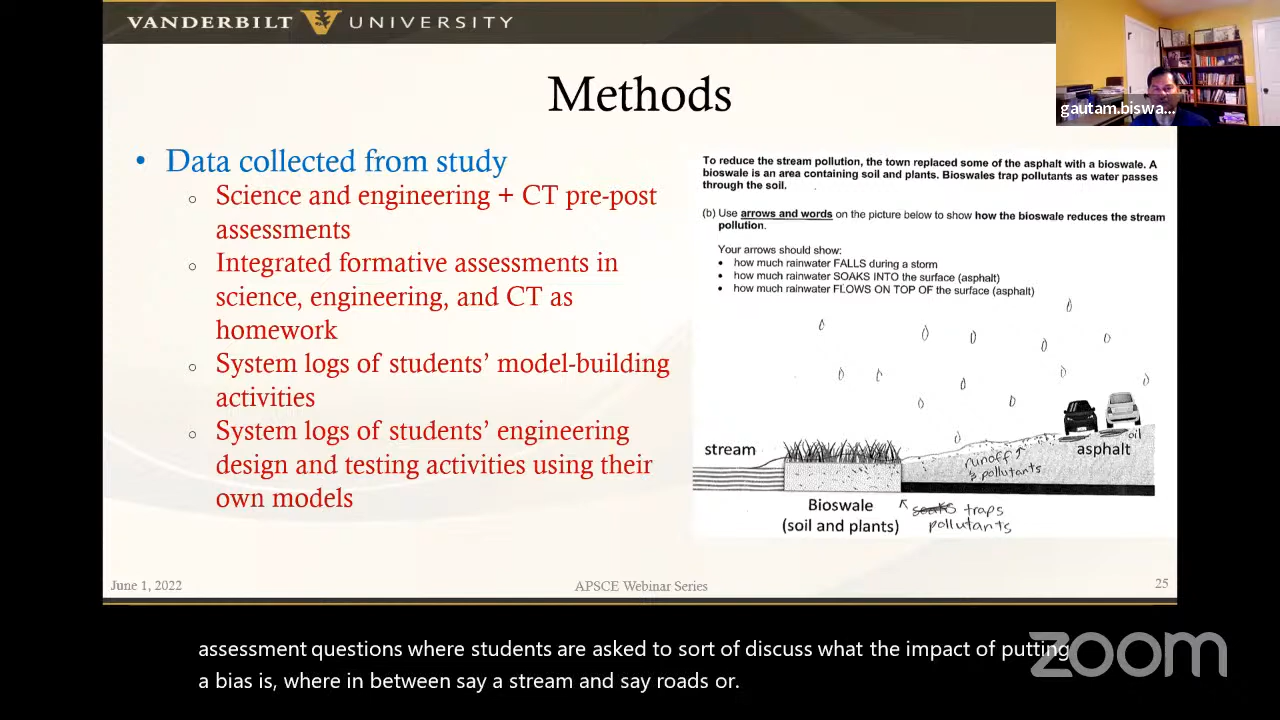 VANDERBILT UNIVERSITY
gautam.biswa...
Methods
• Data collected from study
○ Science and engineering + CT pre-post
assessments
○ Integrated formative assessments in
science, engineering, and CT as
homework
○ System logs of students' model-building
activities
○ System logs of students' engineering
design and testing activities using their
own models
To reduce the stream pollution, the town replaced some of the asphalt with a bioswale. A
bioswale is an area containing soil and plants. Bioswales trap pollutants as water passes
through the soil.
(b) Use arrows and words on the picture below to show how the bioswale reduces the stream
pollution.
Your arrows should show:
• how much rainwater FALLS during a storm
• how much rainwater SOAKS INTO the surface (asphalt)
• how much rainwater FLOWS ON TOP OF the surface (asphalt)
stream
runoff
& pollutants
oil
asphalt
Bioswale
(soil and plants)
soaks traps
pollutants
June 1, 2022
APSCE Webinar Series
25
assessment questions where students are asked to sort of discuss what the impact of putting
a bias is, where in between say a stream and say roads or.
zoom